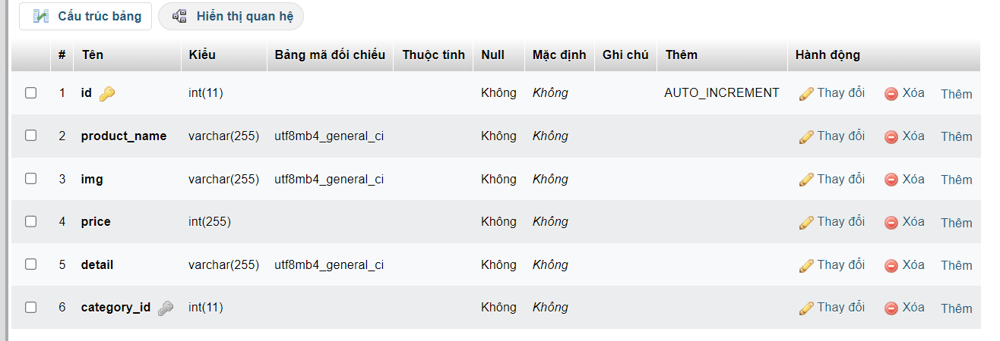 Cấu trúc bảng Hiển thị quan hệ
# Tên Kiểu Bảng mã đối chiếu Thuộc tính Null Mặc định Ghi chú Thêm Hành động
1 id int(11) Không Không AUTO_INCREMENT Thay đổi Xóa Thêm
2 product_name varchar(255) utf8mb4_general_ci Không Không Thay đổi Xóa Thêm
3 img varchar(255) utf8mb4_general_ci Không Không Thay đổi Xóa Thêm
4 price int(255) Không Không Thay đổi Xóa Thêm
5 detail varchar(255) utf8mb4_general_ci Không Không Thay đổi Xóa Thêm
6 category_id int(11) Không Không Thay đổi Xóa Thêm